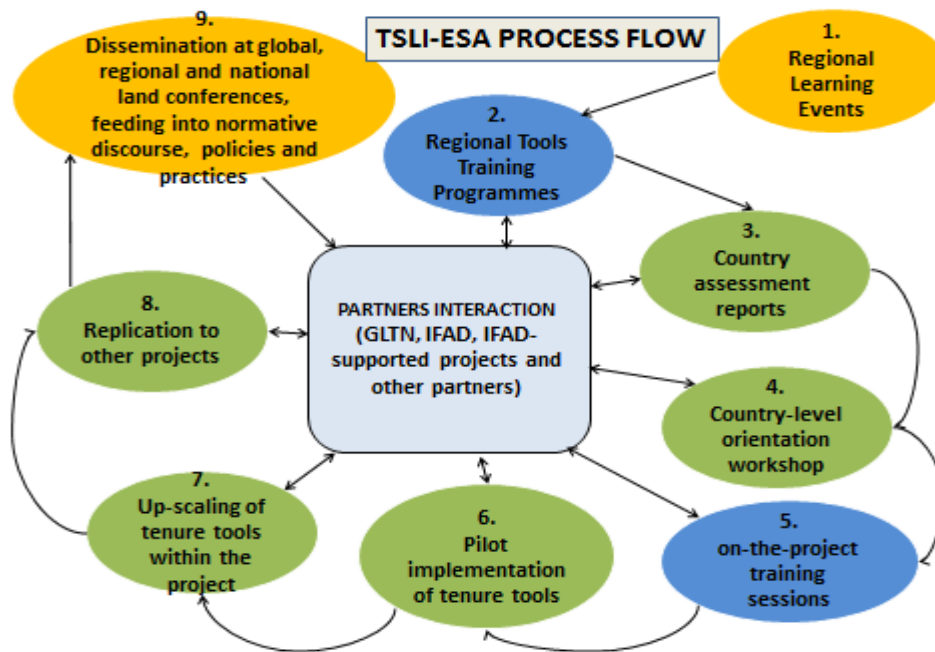 TSLI-ESA PROCESS FLOW
1.
Regional
Learning
Events
2.
Regional Tools
Training
Programmes
3.
Country
assessment
reports
4.
Country-level
orientation
workshop
5.
on-the-project
training
sessions
6.
Pilot
implementation
of tenure tools
7.
Up-scaling of
tenure tools
within the
project
8.
Replication to
other projects
9.
Dissemination at global,
regional and national
land conferences,
feeding into normative
discourse, policies and
practices
PARTNERS INTERACTION
(GLTN, IFAD, IFAD-
supported projects and
other partners)